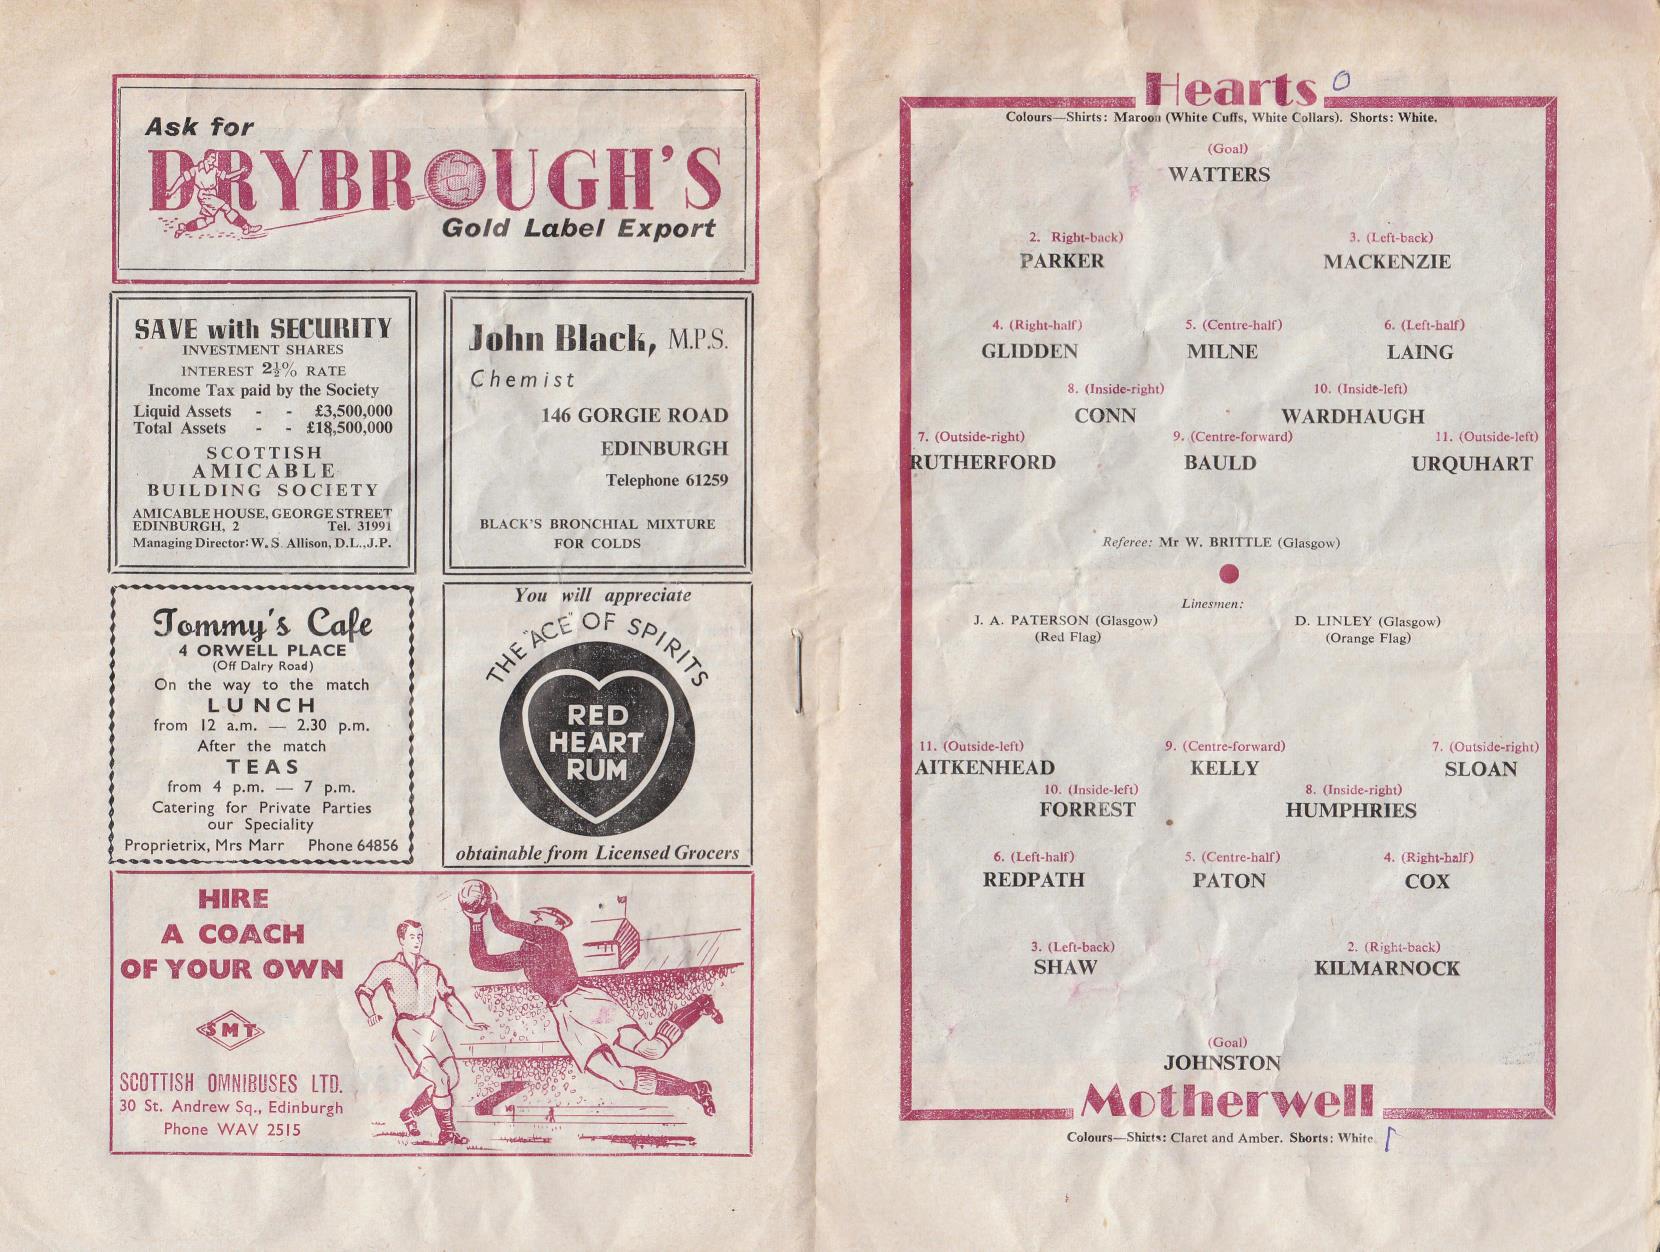 Ask for
DRYBROUGH'S
Gold Label Export
SAVE with SECURITY
INVESTMENT SHARES
INTEREST 2½% RATE
Income Tax paid by the Society
Liquid Assets - - £3,500,000
Total Assets - - £18,500,000
SCOTTISH
AMICABLE
BUILDING SOCIETY
AMICABLE HOUSE, GEORGE STREET
EDINBURGH, 2 Tel. 31991
Managing Director: W. S. Allison, D.L., J.P.
John Black, M.P.S.
Chemist
146 GORGIE ROAD
EDINBURGH
Telephone 61259
BLACK'S BRONCHIAL MIXTURE
FOR COLDS
Tommy's Cafe
4 ORWELL PLACE
(Off Dalry Road)
On the way to the match
LUNCH
from 12 a.m. — 2.30 p.m.
After the match
TEAS
from 4 p.m. — 7 p.m.
Catering for Private Parties
our Speciality
Proprietrix, Mrs Marr Phone 64856
You will appreciate
THE "ACE" OF SPIRITS
RED
HEART
RUM
obtainable from Licensed Grocers
HIRE
A COACH
OF YOUR OWN
SMT
SCOTTISH OMNIBUSES LTD.
30 St. Andrew Sq., Edinburgh
Phone WAV 2515
Hearts 0
Colours—Shirts: Maroon (White Cuffs, White Collars). Shorts: White.
(Goal)
WATTERS
2. Right-back) 3. (Left-back)
PARKER MACKENZIE
4. (Right-half) 5. (Centre-half) 6. (Left-half)
GLIDDEN MILNE LAING
8. (Inside-right) 10. (Inside-left)
CONN WARDHAUGH
7. (Outside-right) 9. (Centre-forward) 11. (Outside-left)
RUTHERFORD BAULD URQUHART
Referee: Mr W. BRITTLE (Glasgow)
Linesmen:
J. A. PATERSON (Glasgow) D. LINLEY (Glasgow)
(Red Flag) (Orange Flag)
11. (Outside-left) 9. (Centre-forward) 7. (Outside-right)
AITKENHEAD KELLY SLOAN
10. (Inside-left) 8. (Inside-right)
FORREST HUMPHRIES
6. (Left-half) 5. (Centre-half) 4. (Right-half)
REDPATH PATON COX
3. (Left-back) 2. (Right-back)
SHAW KILMARNOCK
(Goal)
JOHNSTON
Motherwell
Colours—Shirts: Claret and Amber. Shorts: White 1